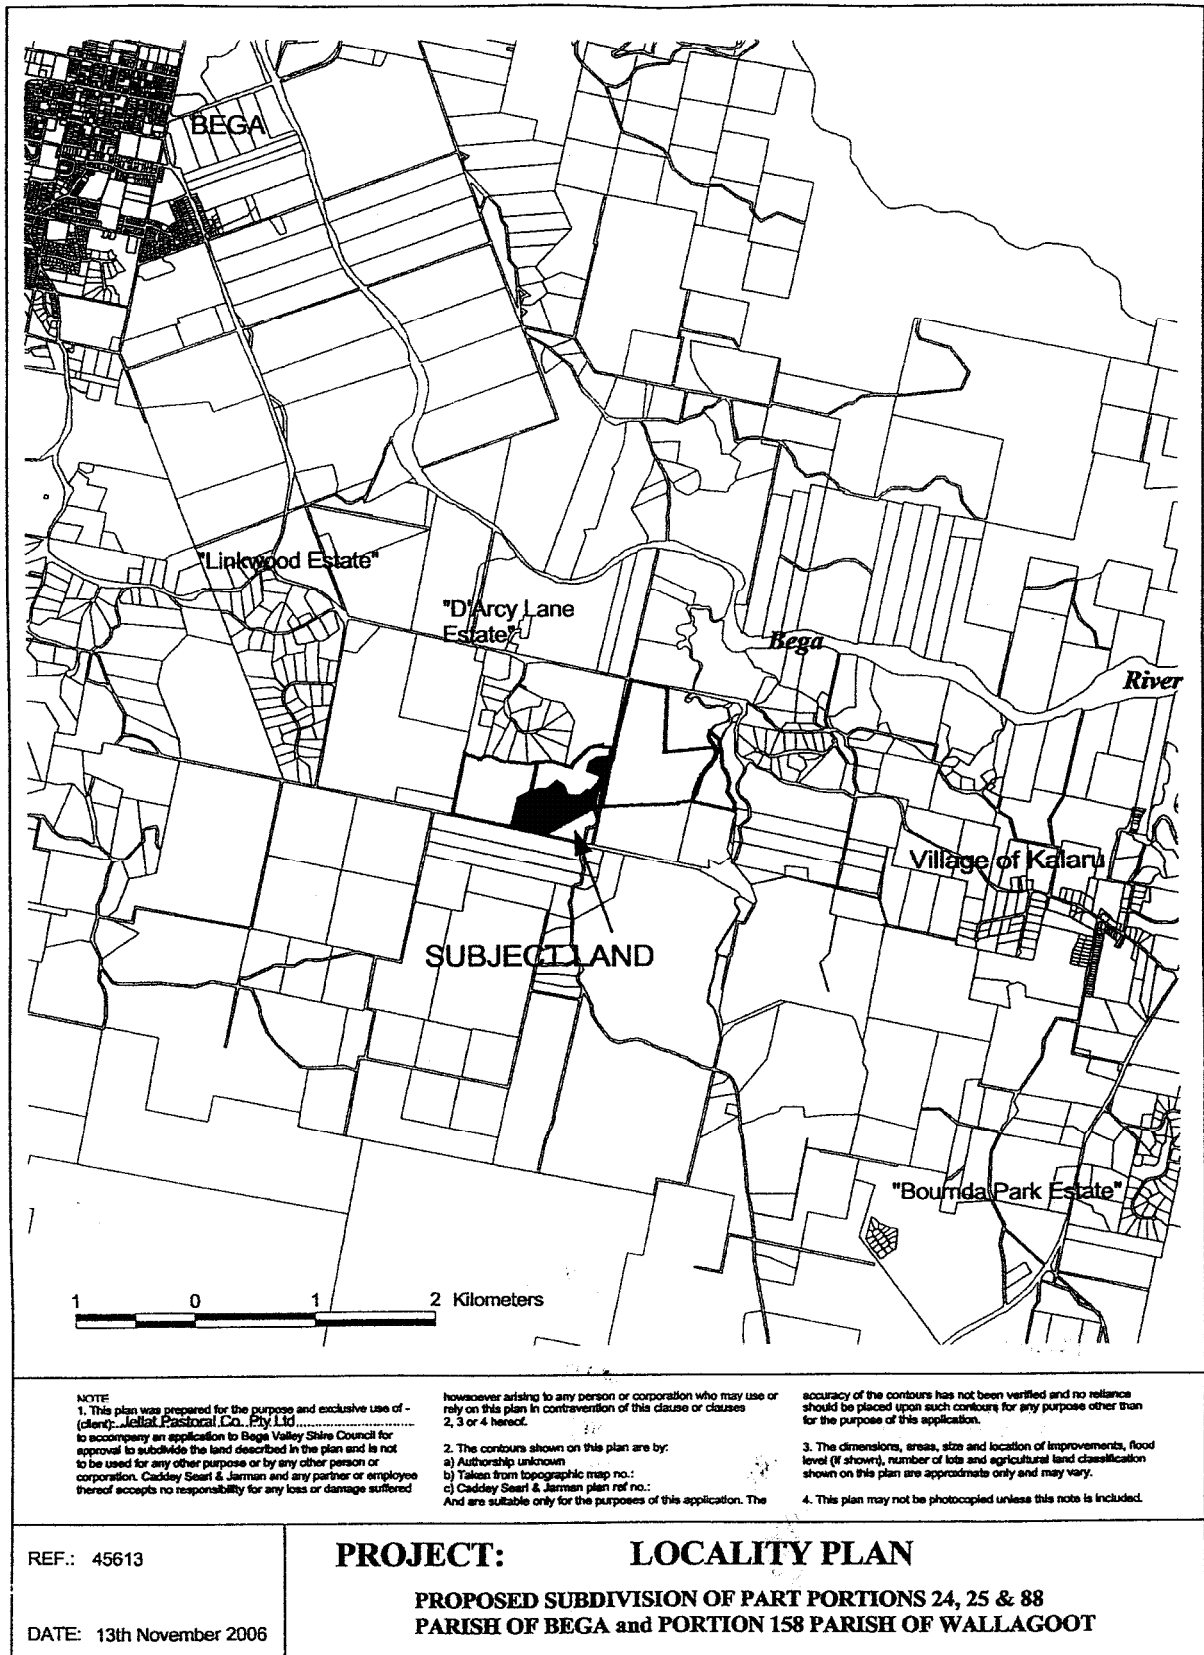 BEGA
"Linkwood Estate"
"D'Arcy Lane
Estate"
Bega
River
Village of Kalaru
SUBJECT LAND
"Bournda Park Estate"
1 0 1 2 Kilometers
NOTE
1. This plan was prepared for the purpose and exclusive use of -
(client): Jellat Pastoral Co. Pty Ltd
to accompany an application to Bega Valley Shire Council for
approval to subdivide the land described in the plan and is not
to be used for any other purpose or by any other person or
corporation. Caddey Searl & Jarman and any partner or employee
thereof accepts no responsibility for any loss or damage suffered
howsoever arising to any person or corporation who may use or
rely on this plan in contravention of this clause or clauses
2, 3 or 4 hereof.
2. The contours shown on this plan are by:
a) Authorship unknown
b) Taken from topographic map no.:
c) Caddey Searl & Jarman plan ref no.:
And are suitable only for the purposes of this application. The
accuracy of the contours has not been verified and no reliance
should be placed upon such contours for any purpose other than
for the purpose of this application.
3. The dimensions, areas, size and location of improvements, flood
level (if shown), number of lots and agricultural land classification
shown on this plan are approximate only and may vary.
4. This plan may not be photocopied unless this note is included.
REF.: 45613
DATE: 13th November 2006
PROJECT: LOCALITY PLAN
PROPOSED SUBDIVISION OF PART PORTIONS 24, 25 & 88
PARISH OF BEGA and PORTION 158 PARISH OF WALLAGOOT